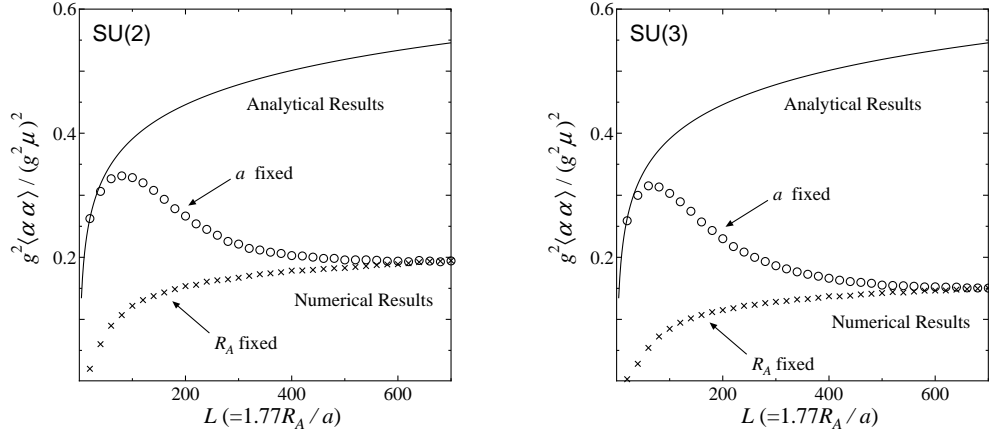 0.6
SU(2)
Analytical Results
0.4
a fixed
0.2
Numerical Results
R_A fixed
g²⟨αα⟩ / (g²μ)²
200
400
600
L (=1.77R_A / a)
0.6
SU(3)
Analytical Results
0.4
a fixed
0.2
Numerical Results
R_A fixed
g²⟨αα⟩ / (g²μ)²
200
400
600
L (=1.77R_A / a)